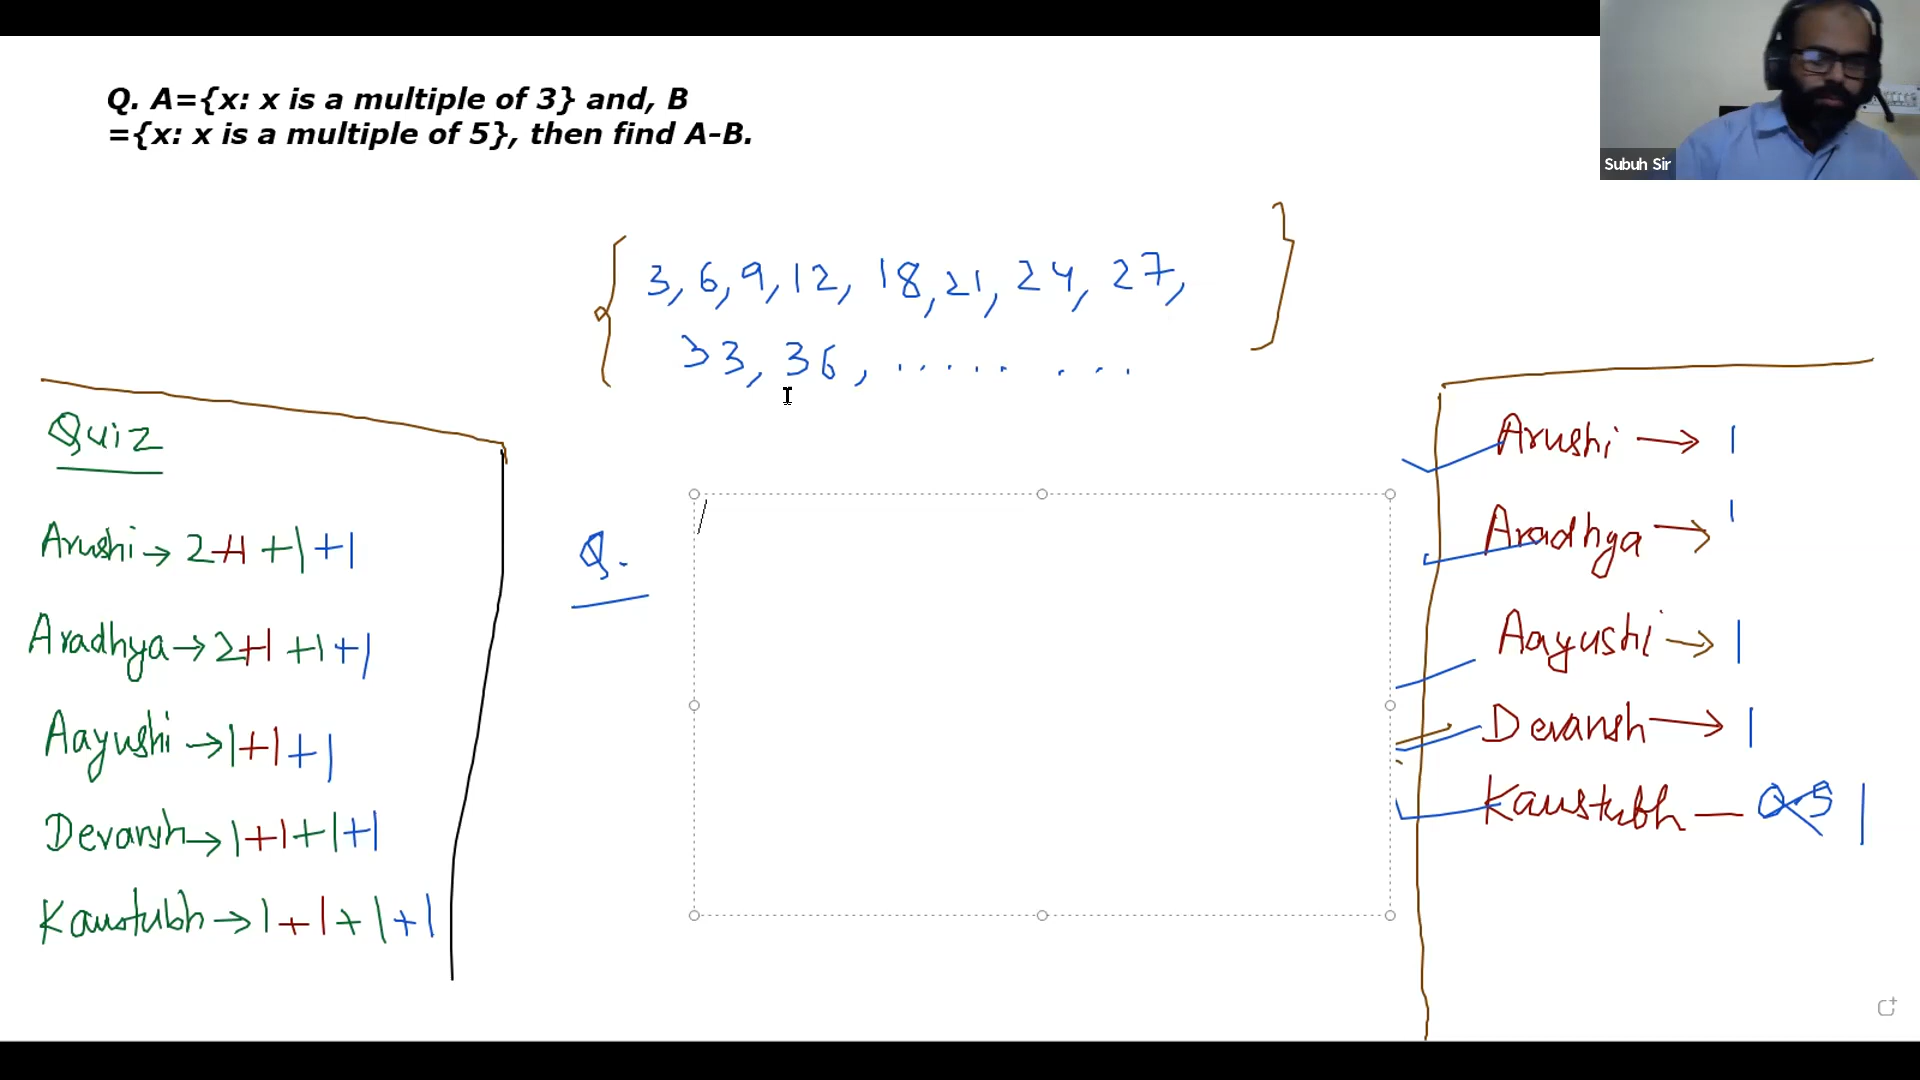 Q. A={x: x is a multiple of 3} and, B
={x: x is a multiple of 5}, then find A-B.
Subuh Sir
{ 3, 6, 9, 12, 18, 21, 24, 27,
33, 36, ..... ... }
Quiz
Arushi → 2+1 +1+1
Aradhya → 2+1 +1+1
Aayushi → 1+1+1
Devansh → 1+1+1+1
Kaustubh → 1+1+1+1
Q.
Arushi → 1
Aradhya → 1
Aayushi → 1
Devansh → 1
Kaustubh — 0.5 1